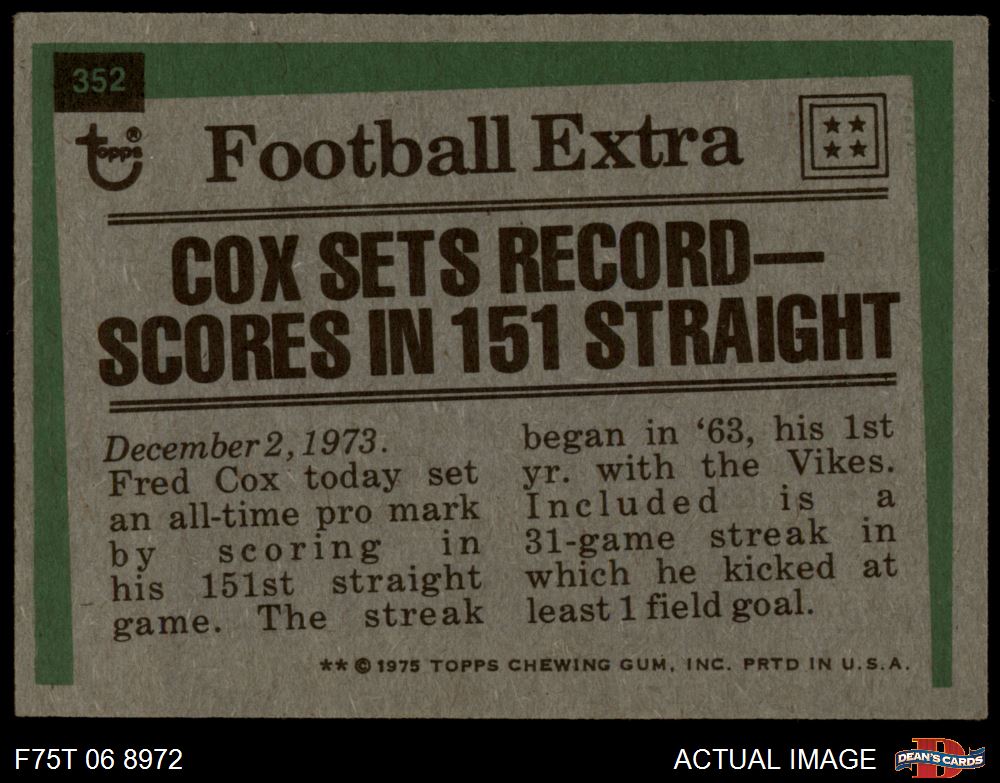 352
Topps®
Football Extra
COX SETS RECORD—
SCORES IN 151 STRAIGHT
December 2, 1973.
Fred Cox today set
an all-time pro mark
by scoring in
his 151st straight
game. The streak
began in ‘63, his 1st
yr. with the Vikes.
Included is a
31-game streak in
which he kicked at
least 1 field goal.
** © 1975 TOPPS CHEWING GUM, INC. PRTD IN U.S.A.
F75T 06 8972
ACTUAL IMAGE
D
DEAN'S CARDS